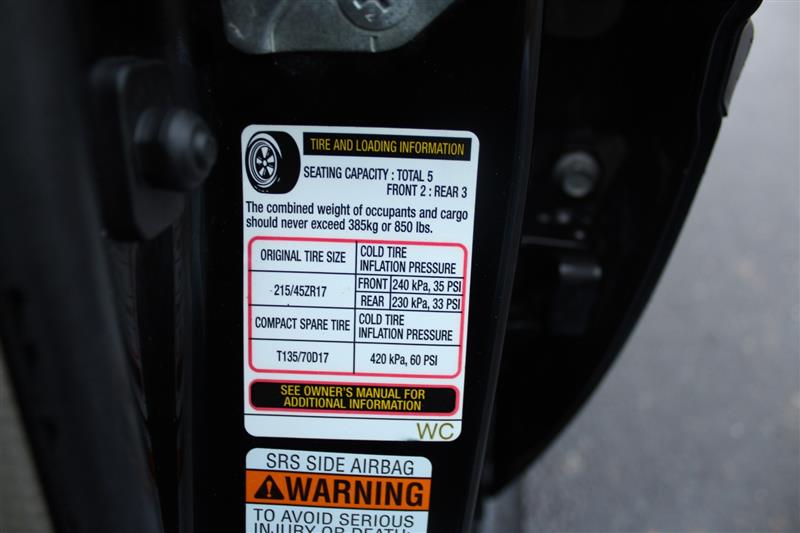 TIRE AND LOADING INFORMATION
SEATING CAPACITY : TOTAL 5
FRONT 2 : REAR 3
The combined weight of occupants and cargo
should never exceed 385kg or 850 lbs.
ORIGINAL TIRE SIZE
COLD TIRE
INFLATION PRESSURE
215/45ZR17
FRONT 240 kPa, 35 PSI
REAR 230 kPa, 33 PSI
COMPACT SPARE TIRE
COLD TIRE
INFLATION PRESSURE
T135/70D17
420 kPa, 60 PSI
SEE OWNER'S MANUAL FOR
ADDITIONAL INFORMATION
WC
SRS SIDE AIRBAG
WARNING
TO AVOID SERIOUS
INJURY OR DEATH: